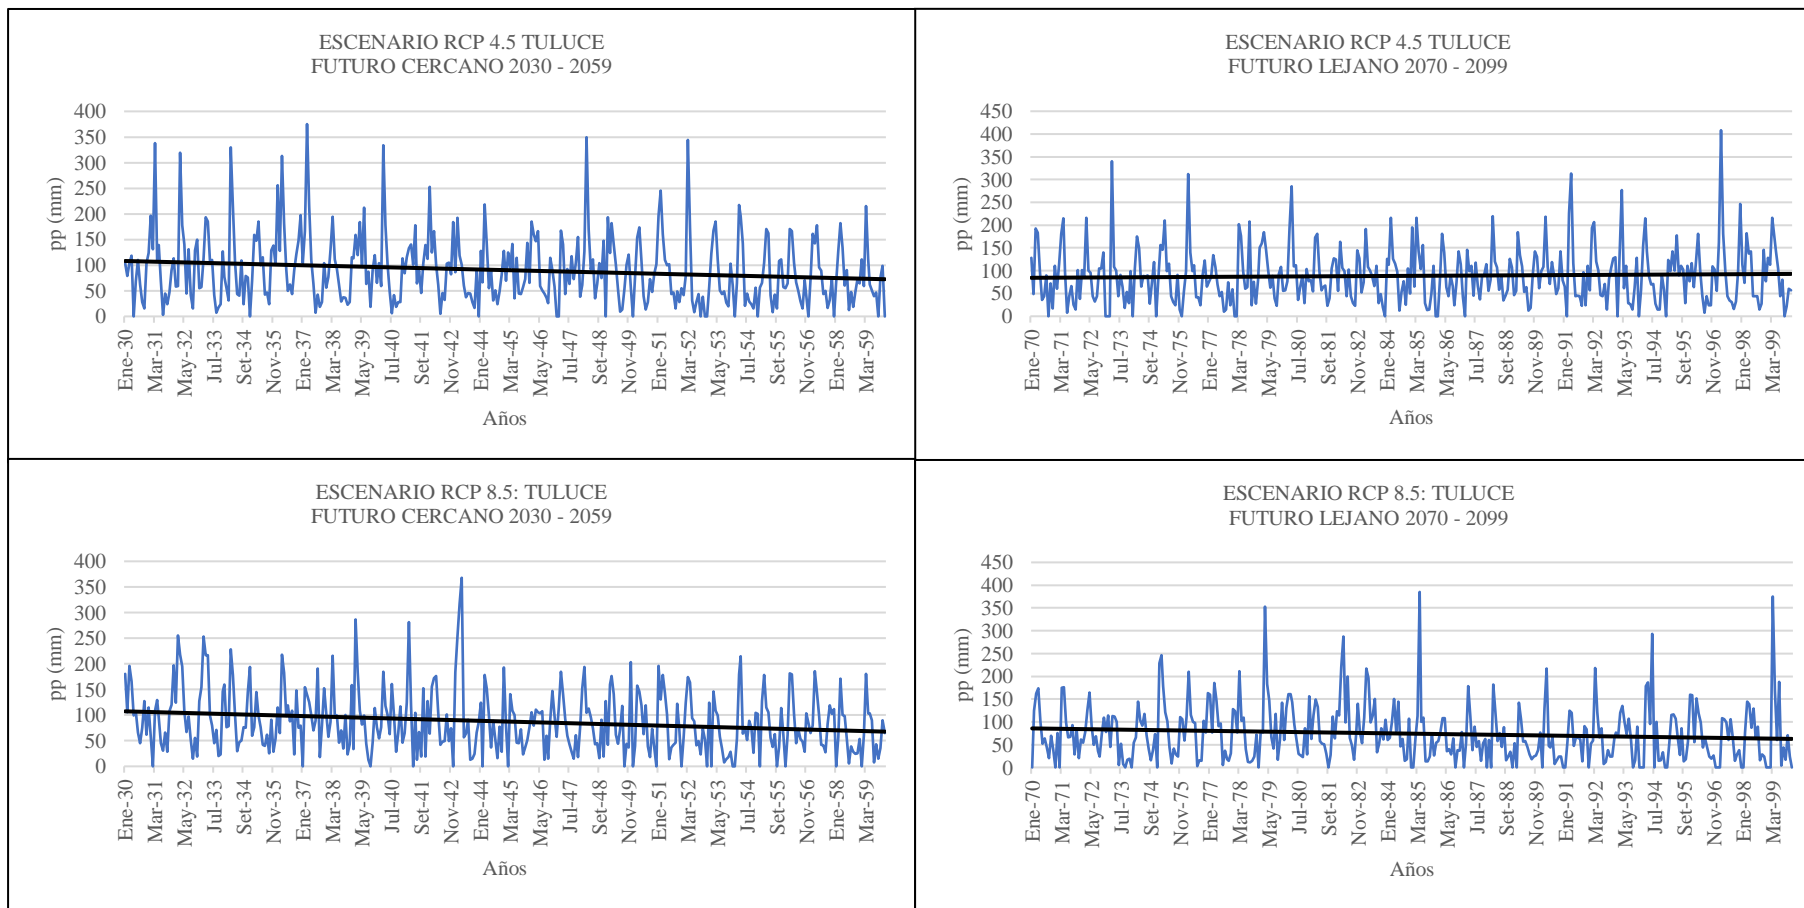 ESCENARIO RCP 4.5 TULUCE
FUTURO CERCANO 2030 - 2059
400
350
300
250
200
150
100
50
0
pp (mm)
Ene-30
Mar-31
May-32
Jul-33
Set-34
Nov-35
Ene-37
Mar-38
May-39
Jul-40
Set-41
Nov-42
Ene-44
Mar-45
May-46
Jul-47
Set-48
Nov-49
Ene-51
Mar-52
May-53
Jul-54
Set-55
Nov-56
Ene-58
Mar-59
Años
ESCENARIO RCP 4.5 TULUCE
FUTURO LEJANO 2070 - 2099
450
400
350
300
250
200
150
100
50
0
pp (mm)
Ene-70
Mar-71
May-72
Jul-73
Set-74
Nov-75
Ene-77
Mar-78
May-79
Jul-80
Set-81
Nov-82
Ene-84
Mar-85
May-86
Jul-87
Set-88
Nov-89
Ene-91
Mar-92
May-93
Jul-94
Set-95
Nov-96
Ene-98
Mar-99
Años
ESCENARIO RCP 8.5: TULUCE
FUTURO CERCANO 2030 - 2059
400
350
300
250
200
150
100
50
0
pp (mm)
Ene-30
Mar-31
May-32
Jul-33
Set-34
Nov-35
Ene-37
Mar-38
May-39
Jul-40
Set-41
Nov-42
Ene-44
Mar-45
May-46
Jul-47
Set-48
Nov-49
Ene-51
Mar-52
May-53
Jul-54
Set-55
Nov-56
Ene-58
Mar-59
Años
ESCENARIO RCP 8.5: TULUCE
FUTURO LEJANO 2070 - 2099
450
400
350
300
250
200
150
100
50
0
pp (mm)
Ene-70
Mar-71
May-72
Jul-73
Set-74
Nov-75
Ene-77
Mar-78
May-79
Jul-80
Set-81
Nov-82
Ene-84
Mar-85
May-86
Jul-87
Set-88
Nov-89
Ene-91
Mar-92
May-93
Jul-94
Set-95
Nov-96
Ene-98
Mar-99
Años